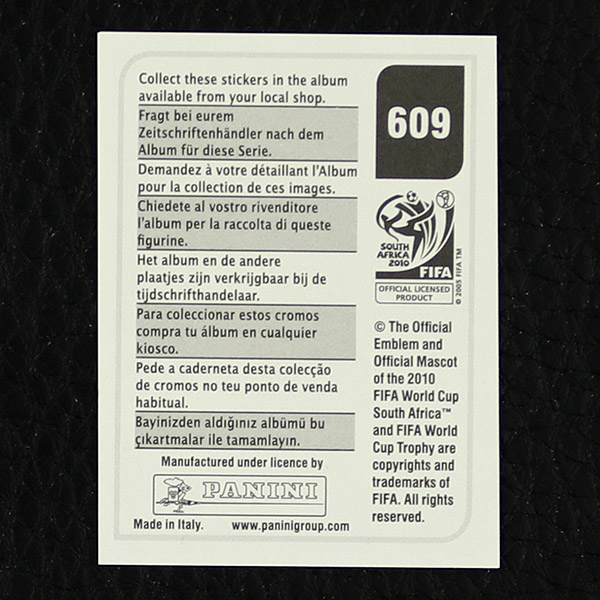 Collect these stickers in the album
available from your local shop.
Fragt bei eurem
Zeitschriftenhändler nach dem
Album für diese Serie.
Demandez à votre détaillant l'Album
pour la collection de ces images.
Chiedete al vostro rivenditore
l'album per la raccolta di queste
figurine.
Het album en de andere
plaatjes zijn verkrijgbaar bij de
tijdschrifthandelaar.
Para coleccionar estos cromos
compra tu álbum en cualquier
kiosco.
Pede a caderneta desta colecção
de cromos no teu ponto de venda
habitual.
Bayinizden aldığınız albümü bu
çıkartmalar ile tamamlayın.
Manufactured under licence by
PANINI
Made in Italy. www.paninigroup.com
609
SOUTH
AFRICA
2010
FIFA
© 2005 FIFA TM
OFFICIAL LICENSED
PRODUCT
© The Official
Emblem and
Official Mascot
of the 2010
FIFA World Cup
South Africa™
and FIFA World
Cup Trophy are
copyrights and
trademarks of
FIFA. All rights
reserved.